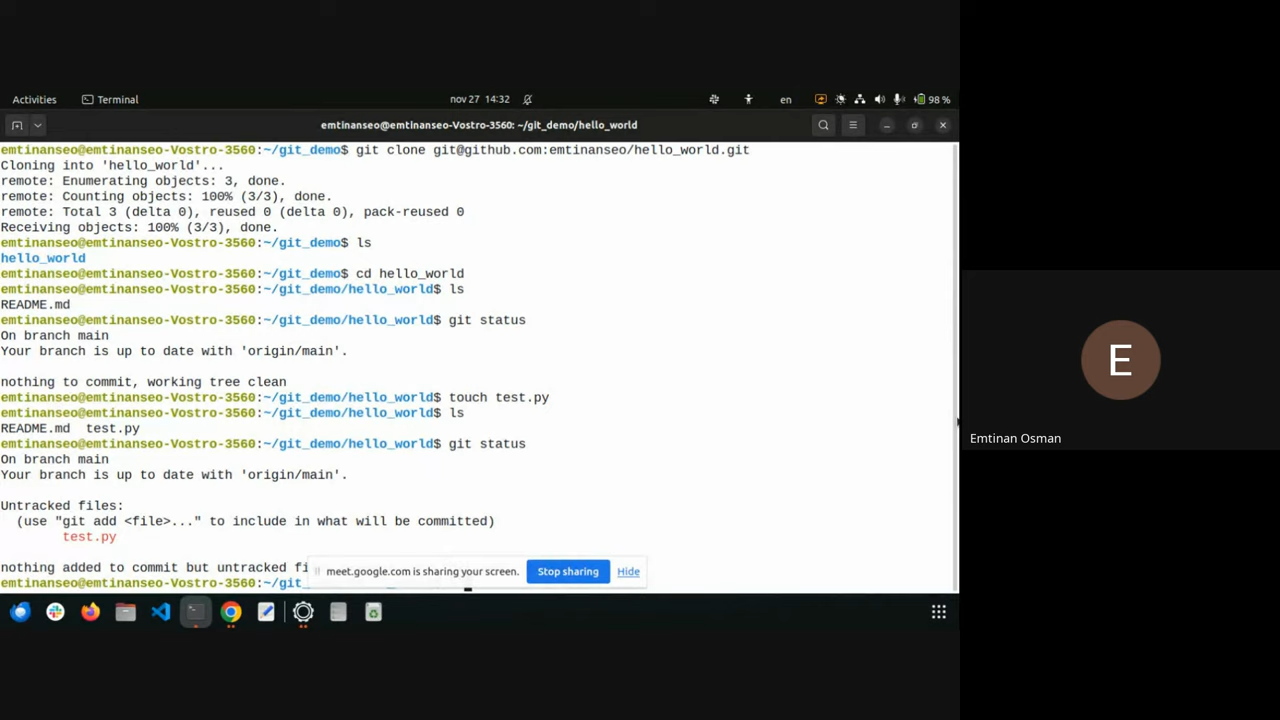 Activities Terminal nov 27 14:32 en 98 %
emtinanseo@emtinanseo-Vostro-3560: ~/git_demo/hello_world
emtinanseo@emtinanseo-Vostro-3560:~/git_demo$ git clone git@github.com:emtinanseo/hello_world.git
Cloning into 'hello_world'...
remote: Enumerating objects: 3, done.
remote: Counting objects: 100% (3/3), done.
remote: Total 3 (delta 0), reused 0 (delta 0), pack-reused 0
Receiving objects: 100% (3/3), done.
emtinanseo@emtinanseo-Vostro-3560:~/git_demo$ ls
hello_world
emtinanseo@emtinanseo-Vostro-3560:~/git_demo$ cd hello_world
emtinanseo@emtinanseo-Vostro-3560:~/git_demo/hello_world$ ls
README.md
emtinanseo@emtinanseo-Vostro-3560:~/git_demo/hello_world$ git status
On branch main
Your branch is up to date with 'origin/main'.
nothing to commit, working tree clean
emtinanseo@emtinanseo-Vostro-3560:~/git_demo/hello_world$ touch test.py
emtinanseo@emtinanseo-Vostro-3560:~/git_demo/hello_world$ ls
README.md  test.py
emtinanseo@emtinanseo-Vostro-3560:~/git_demo/hello_world$ git status
On branch main
Your branch is up to date with 'origin/main'.
Untracked files:
  (use "git add <file>..." to include in what will be committed)
        test.py
nothing added to commit but untracked fi
emtinanseo@emtinanseo-Vostro-3560:~/git
meet.google.com is sharing your screen. Stop sharing Hide
E
Emtinan Osman